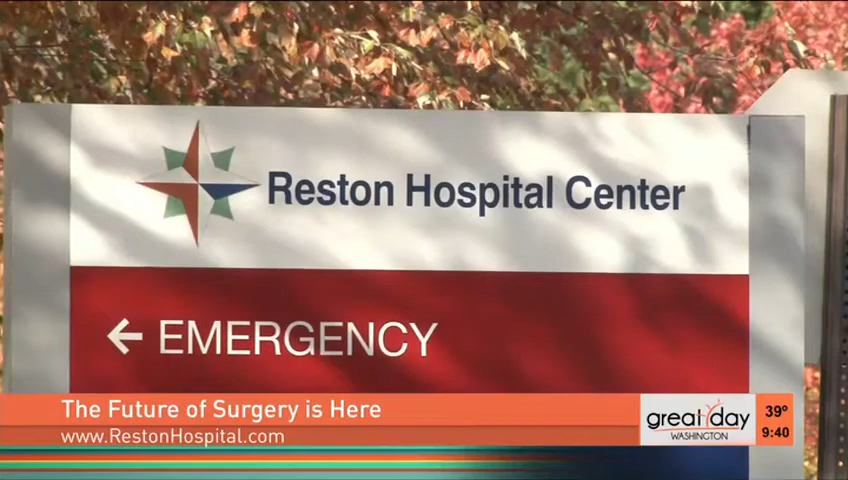 Reston Hospital Center
← EMERGENCY
The Future of Surgery is Here
www.RestonHospital.com
great day
WASHINGTON
39°
9:40